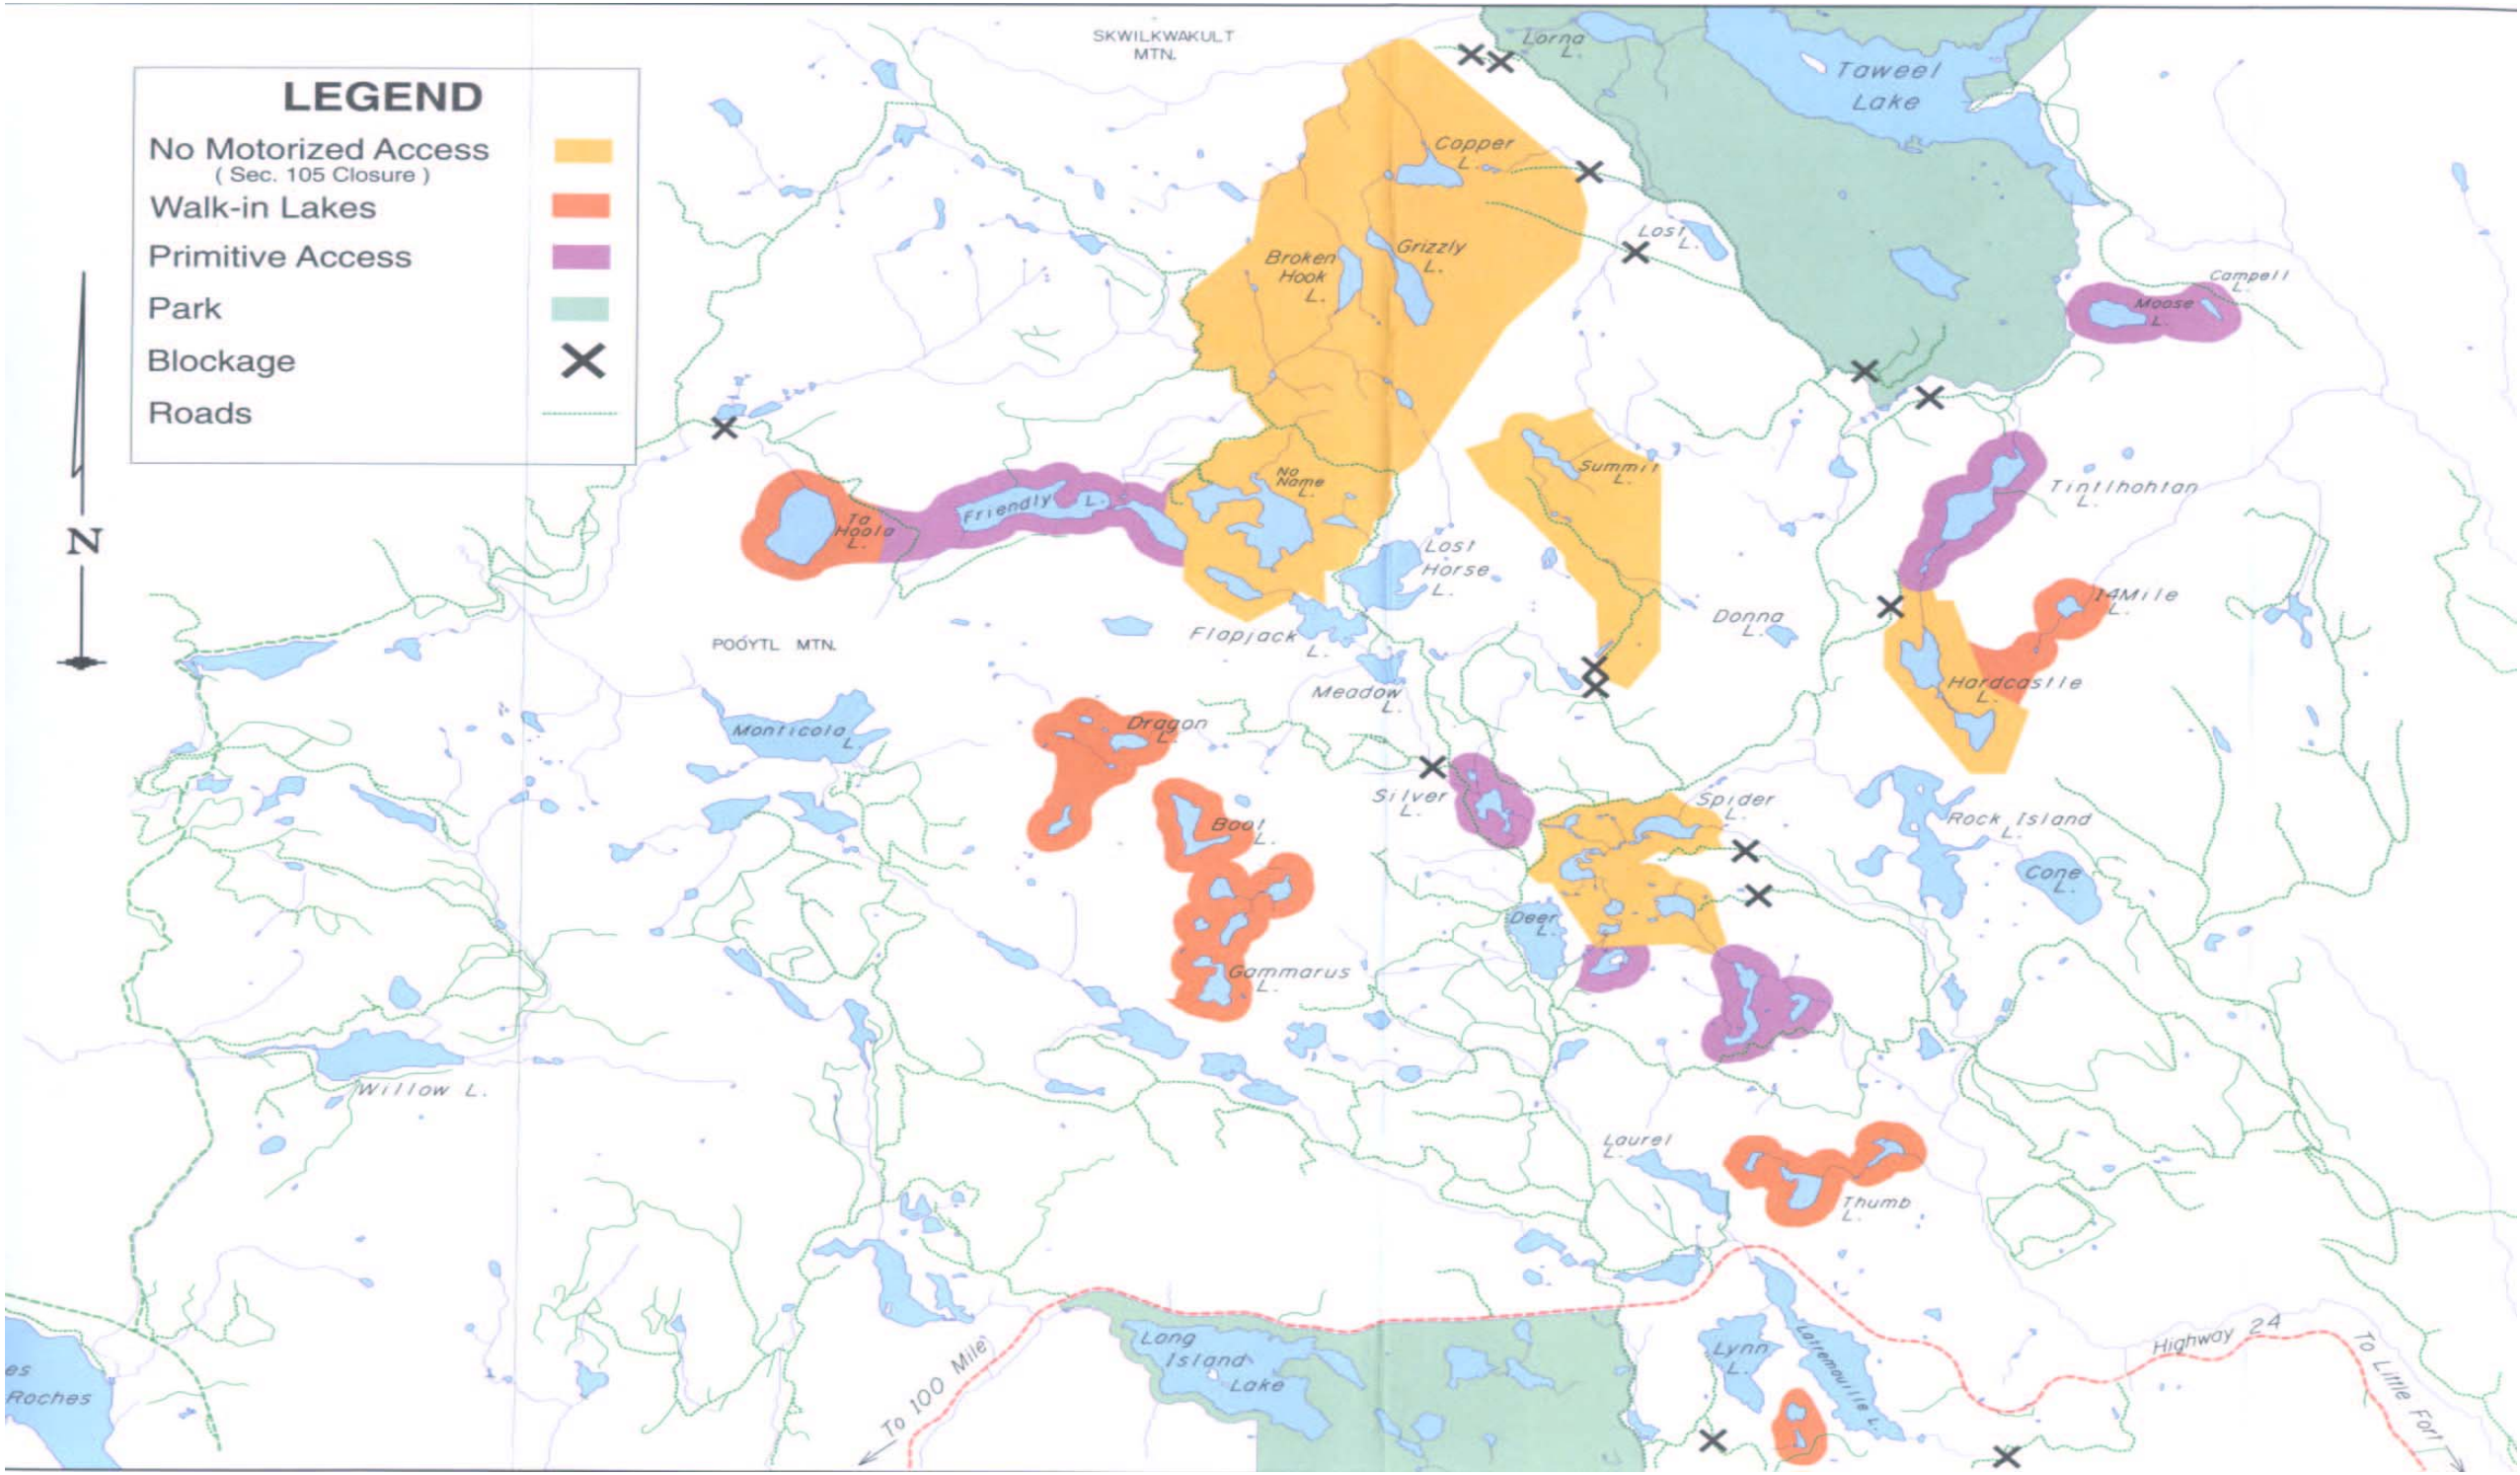 SKWILKWAKULT
MTN.
LEGEND
No Motorized Access
( Sec. 105 Closure )
Walk-in Lakes
Primitive Access
Park
Blockage
Roads
N
Lorna
L.
Taweel
Lake
Copper
L.
Lost
L.
Broken
Hook
L.
Grizzly
L.
Campell
L.
Moose
L.
No
Name
L.
Summit
L.
Tintlhohtan
L.
Friendly L.
Ta
Hoola
L.
Lost
Horse
L.
14Mile
L.
Donna
L.
Flapjack
L.
POOYTL MTN.
Meadow
L.
Hardcastle
L.
Monticola
L.
Dragon
L.
Silver
L.
Spider
L.
Boot
L.
Rock Island
L.
Cone
L.
Deer
L.
Gammarus
L.
Willow L.
Laurel
L.
Thumb
L.
Long
Island
Lake
Lynn
L.
Latremouille L.
Highway 24
To Little Fort
To 100 Mile
es
Roches